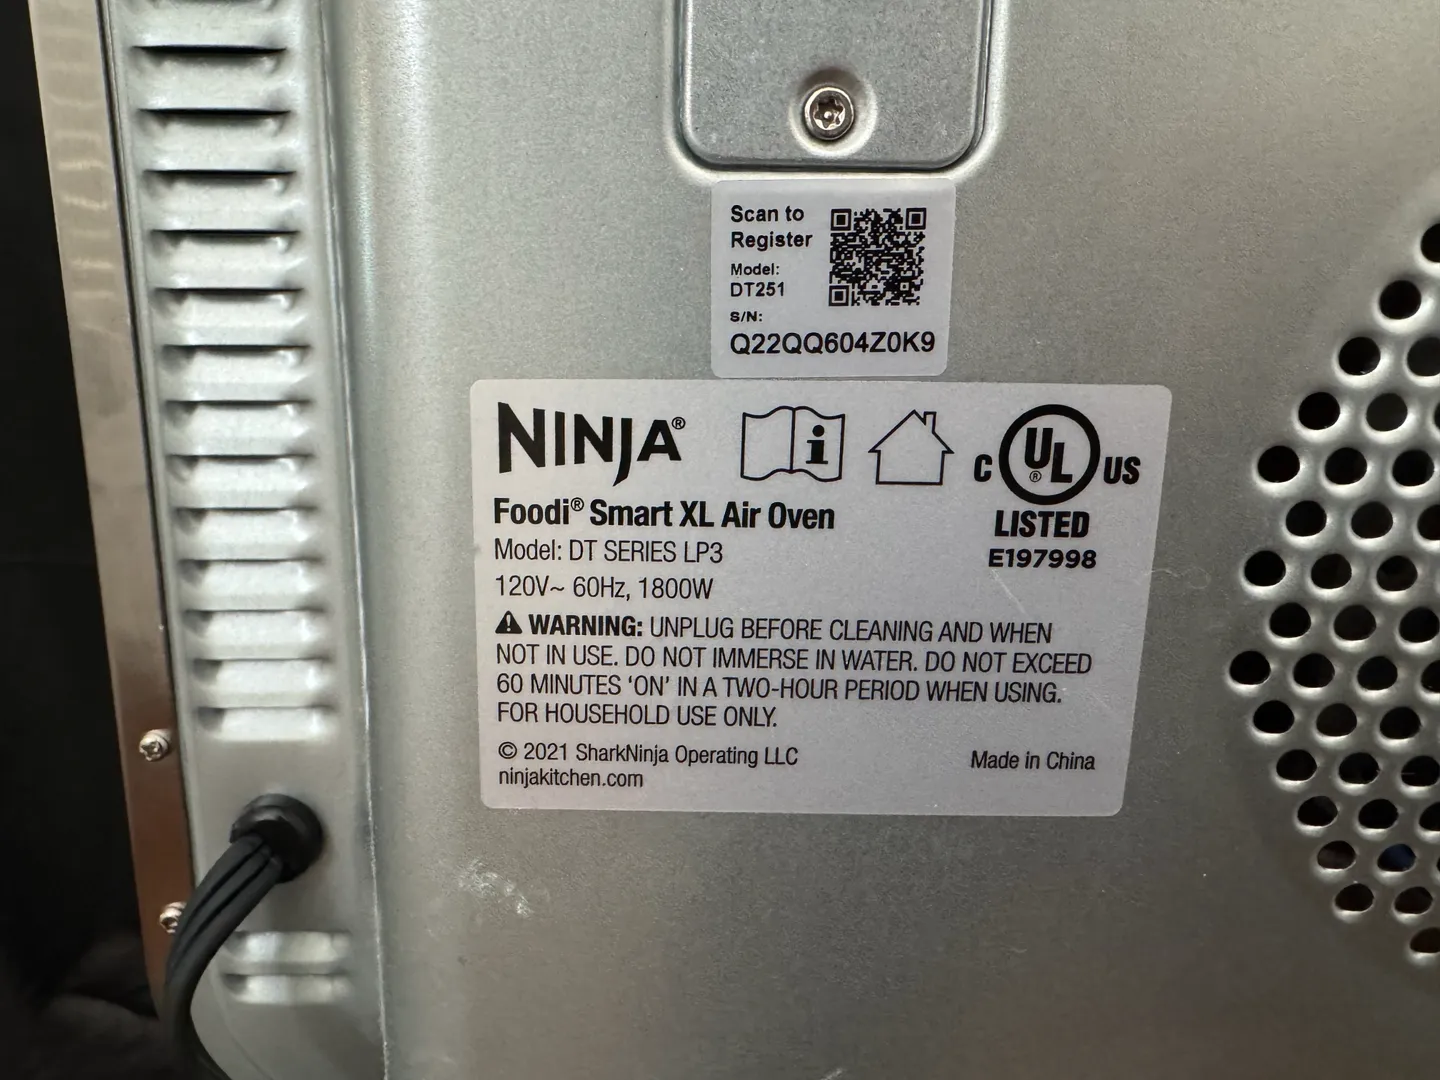 Scan to
Register
Model:
DT251
S/N:
Q22QQ604Z0K9
NINJA®
Foodi® Smart XL Air Oven
Model: DT SERIES LP3
120V~ 60Hz, 1800W
i
C UL® US
LISTED
E197998
⚠ WARNING: UNPLUG BEFORE CLEANING AND WHEN
NOT IN USE. DO NOT IMMERSE IN WATER. DO NOT EXCEED
60 MINUTES ‘ON’ IN A TWO-HOUR PERIOD WHEN USING.
FOR HOUSEHOLD USE ONLY.
© 2021 SharkNinja Operating LLC
ninjakitchen.com
Made in China